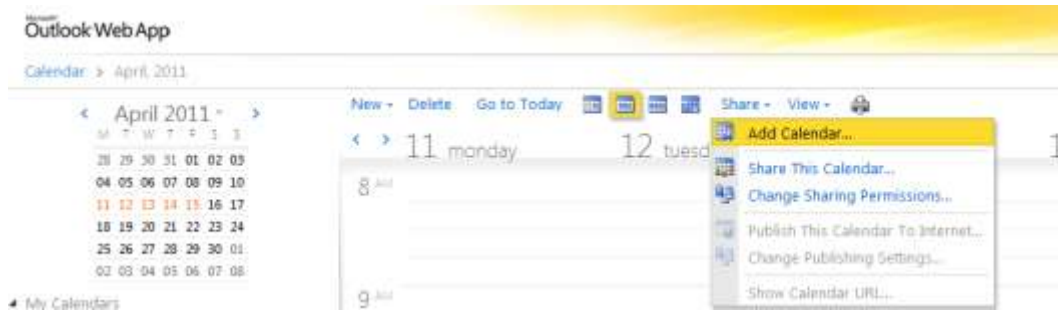 Microsoft
Outlook Web App
Calendar > April, 2011
< April 2011 >
M T W T F S S
28 29 30 31 01 02 03
04 05 06 07 08 09 10
11 12 13 14 15 16 17
18 19 20 21 22 23 24
25 26 27 28 29 30 01
02 03 04 05 06 07 08
My Calendars
New Delete Go to Today Share View
< > 11 monday 12 tuesd 1
8 AM
9 AM
Add Calendar...
Share This Calendar...
Change Sharing Permissions...
Publish This Calendar To Internet...
Change Publishing Settings...
Show Calendar URL...